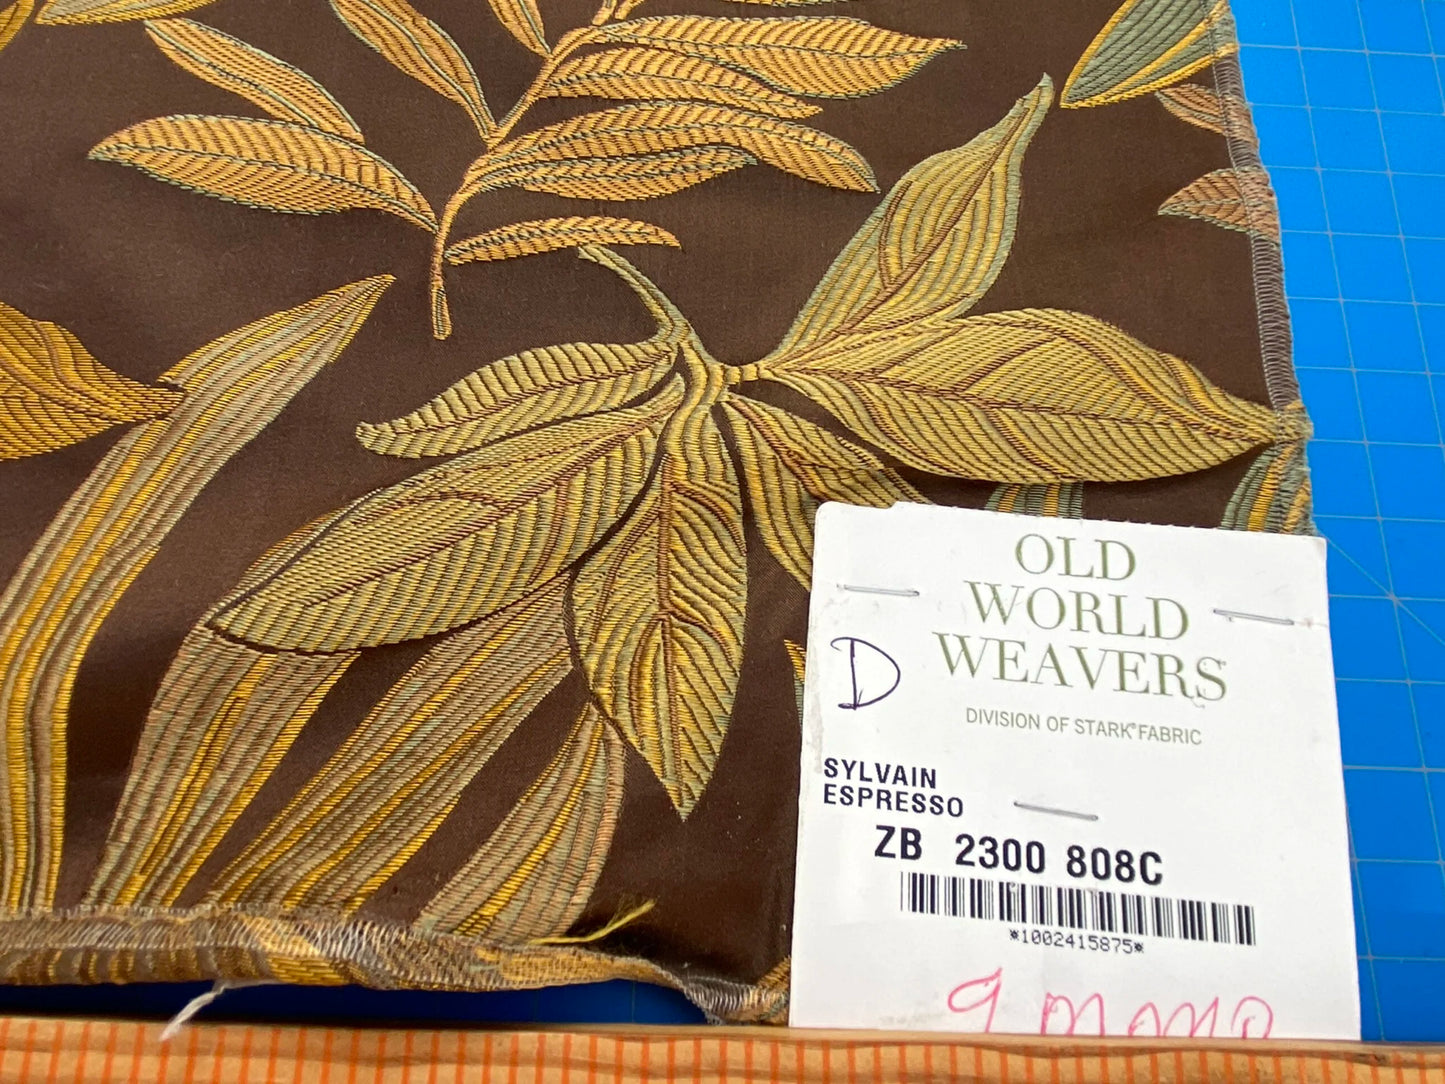 OLD
WORLD
WEAVERS
DIVISION OF STARK®FABRIC
D
SYLVAIN
ESPRESSO
ZB 2300 808C
*1002415875*